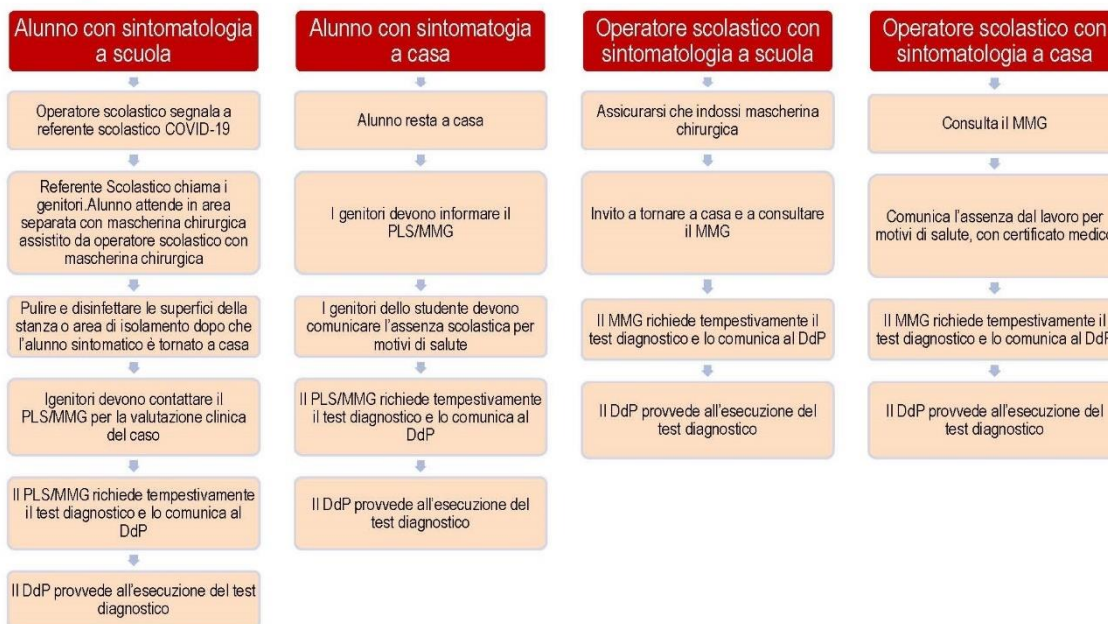 Alunno con sintomatologia
a scuola
Operatore scolastico segnala a
referente scolastico COVID-19
Referente Scolastico chiama i
genitori.Alunno attende in area
separata con mascherina chirurgica
assistito da operatore scolastico con
mascherina chirurgica
Pulire e disinfettare le superfici della
stanza o area di isolamento dopo che
l'alunno sintomatico è tornato a casa
Igenitori devono contattare il
PLS/MMG per la valutazione clinica
del caso
Il PLS/MMG richiede tempestivamente
il test diagnostico e lo comunica al
DdP
Il DdP provvede all'esecuzione del test
diagnostico
Alunno con sintomatogia
a casa
Alunno resta a casa
I genitori devono informare il
PLS/MMG
I genitori dello studente devono
comunicare l'assenza scolastica per
motivi di salute
Il PLS/MMG richiede tempestivamente
il test diagnostico e lo comunica al
DdP
Il DdP provvede all'esecuzione del
test diagnostico
Operatore scolastico con
sintomatologia a scuola
Assicurarsi che indossi mascherina
chirurgica
Invito a tornare a casa e a consultare
il MMG
Il MMG richiede tempestivamente il
test diagnostico e lo comunica al DdP
Il DdP provvede all'esecuzione del
test diagnostico
Operatore scolastico con
sintomatologia a casa
Consulta il MMG
Comunica l'assenza dal lavoro per
motivi di salute, con certificato medico
Il MMG richiede tempestivamente il
test diagnostico e lo comunica al DdP
Il DdP provvede all'esecuzione del
test diagnostico